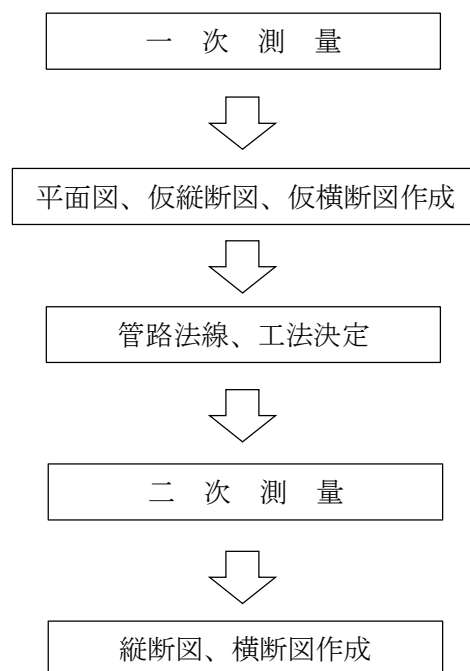 一 次 測 量
平面図、仮縦断図、仮横断図作成
管路法線、工法決定
二 次 測 量
縦断図、横断図作成